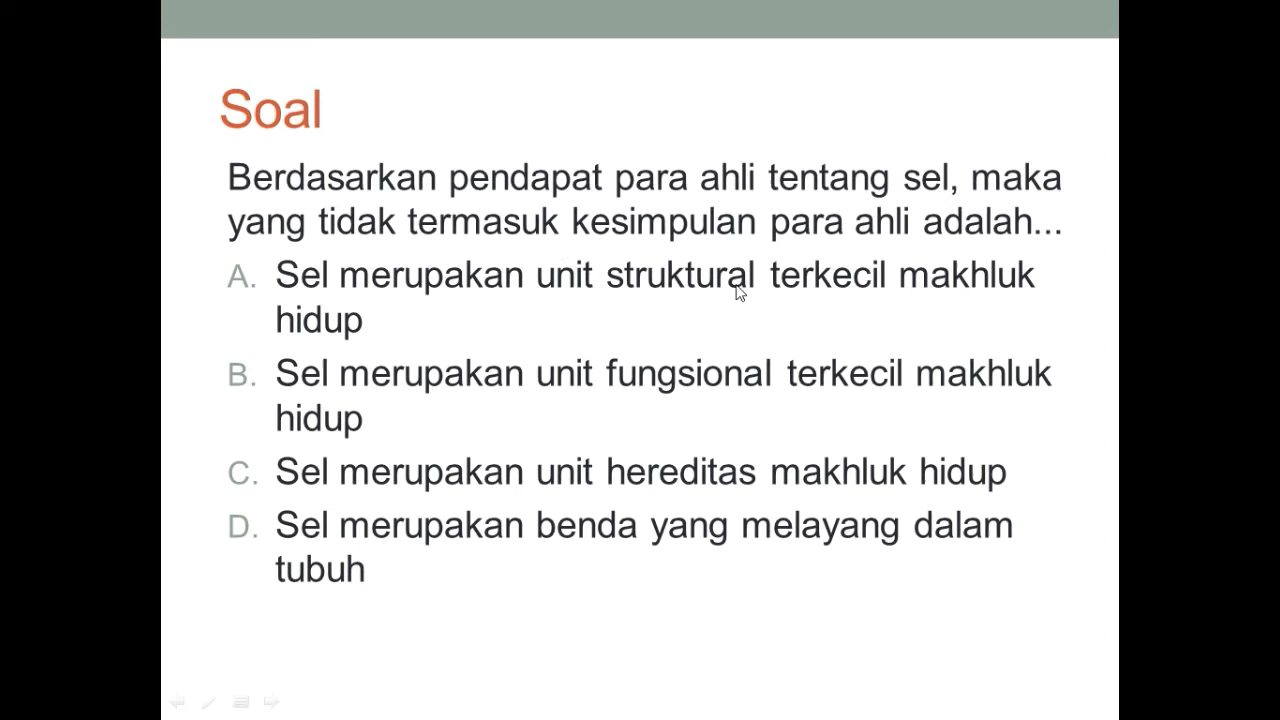 Soal
Berdasarkan pendapat para ahli tentang sel, maka
yang tidak termasuk kesimpulan para ahli adalah...
A. Sel merupakan unit struktural terkecil makhluk
hidup
B. Sel merupakan unit fungsional terkecil makhluk
hidup
C. Sel merupakan unit hereditas makhluk hidup
D. Sel merupakan benda yang melayang dalam
tubuh